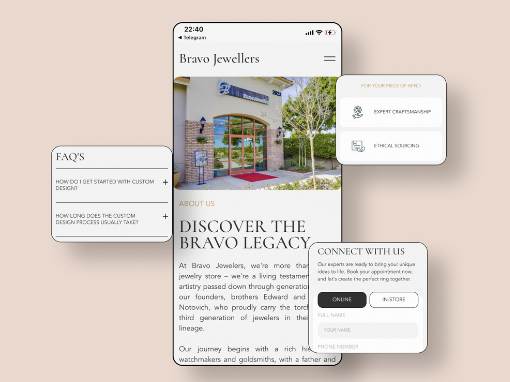 22:40
Telegram
Bravo Jewellers
ABOUT US
DISCOVER THE
BRAVO LEGACY
At Bravo Jewelers, we're more than
jewelry store – we're a living testament
artistry passed down through generation
our founders, brothers Edward and
Notovich, who proudly carry the torch
third generation of jewelers in their
lineage.
Our journey begins with a rich his
watchmakers and goldsmiths, with a father and
FOR YOUR PIECE OF MIND
EXPERT CRAFTSMANSHIP
ETHICAL SOURCING
FAQ'S
HOW DO I GET STARTED WITH CUSTOM
DESIGN?
HOW LONG DOES THE CUSTOM
DESIGN PROCESS USUALLY TAKE?
CONNECT WITH US
Our experts are ready to bring your unique
ideas to life. Book your appointment now,
and let's create the perfect ring together.
ONLINE
IN-STORE
FULL NAME
YOUR NAME
PHONE NUMBER